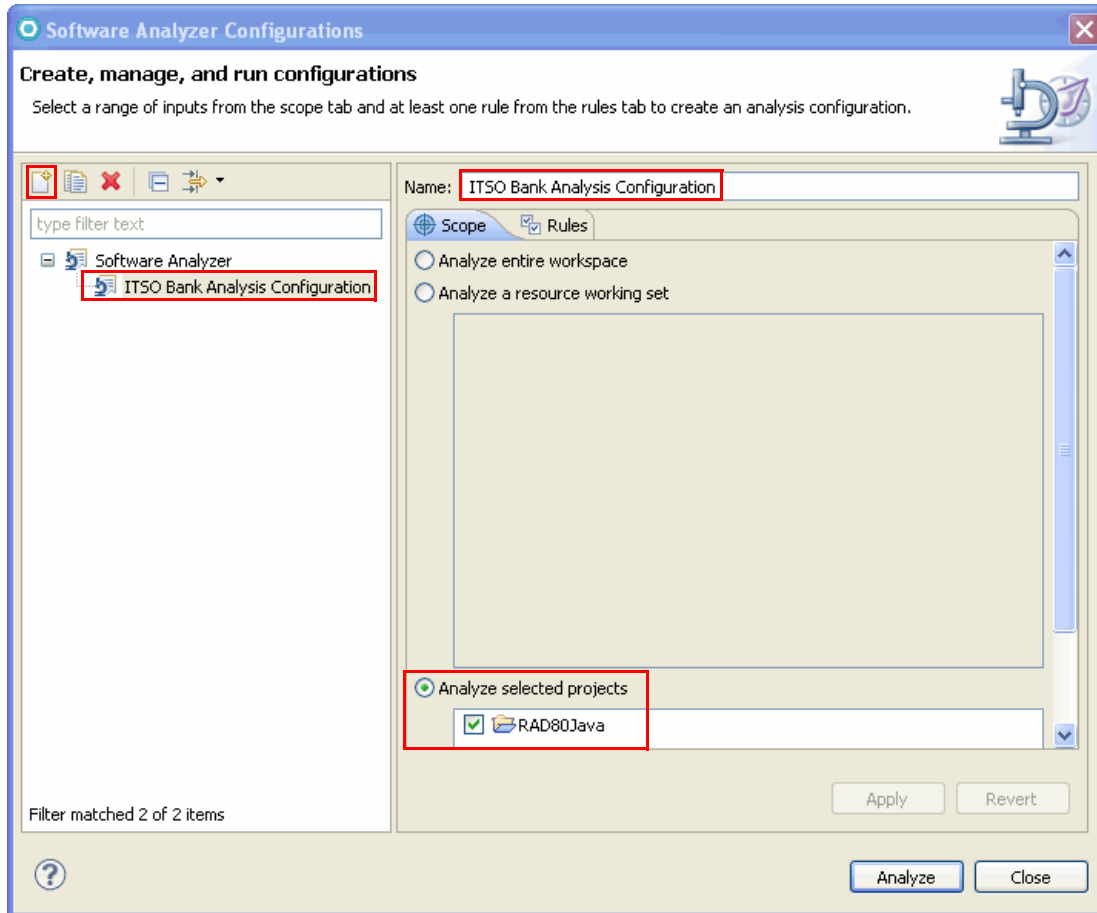 Software Analyzer Configurations
Create, manage, and run configurations
Select a range of inputs from the scope tab and at least one rule from the rules tab to create an analysis configuration.
type filter text
Software Analyzer
ITSO Bank Analysis Configuration
Filter matched 2 of 2 items
Name: ITSO Bank Analysis Configuration
Scope Rules
Analyze entire workspace
Analyze a resource working set
Analyze selected projects
RAD80Java
Apply Revert
? Analyze Close